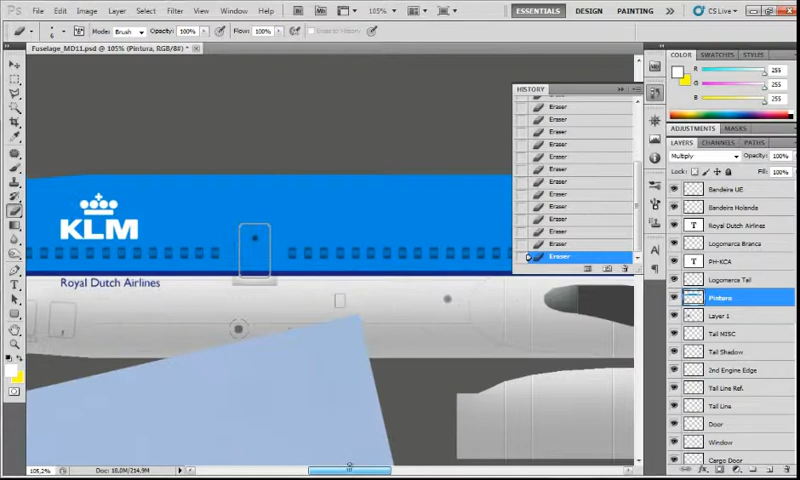 Ps
File Edit Image Layer Select Filter View Window Help
105%
ESSENTIALS DESIGN PAINTING
CS Live
6 Mode: Brush Opacity: 100% Flow: 100% Erase to History
Fuselage_MD11.psd @ 105% (Pintura, RGB/8#) *
COLOR SWATCHES STYLES
R 255
G 255
B 255
HISTORY
Eraser
Eraser
Eraser
Eraser
Eraser
Eraser
Eraser
Eraser
Eraser
Eraser
Eraser
Eraser
Eraser
ADJUSTMENTS MASKS
LAYERS CHANNELS PATHS
Multiply Opacity: 100%
Lock: Fill: 100%
Bandeira UE
Bandeira Holanda
T Royal Dutch Airlines
Logomarca Branca
T PH-KCA
Logomarca Tail
Pintura
Layer 1
Tail MISC
Tail Shadow
2nd Engine Edge
Tail Line Ref.
Tail Line
Door
Window
Cargo Door
KLM
Royal Dutch Airlines
105,2% Doc: 18,0M/214,9M